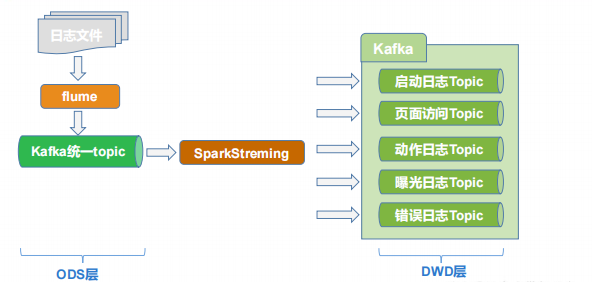 日志文件
flume
Kafka统一topic
SparkStreming
Kafka
启动日志Topic
页面访问Topic
动作日志Topic
曝光日志Topic
错误日志Topic
ODS层
DWD层